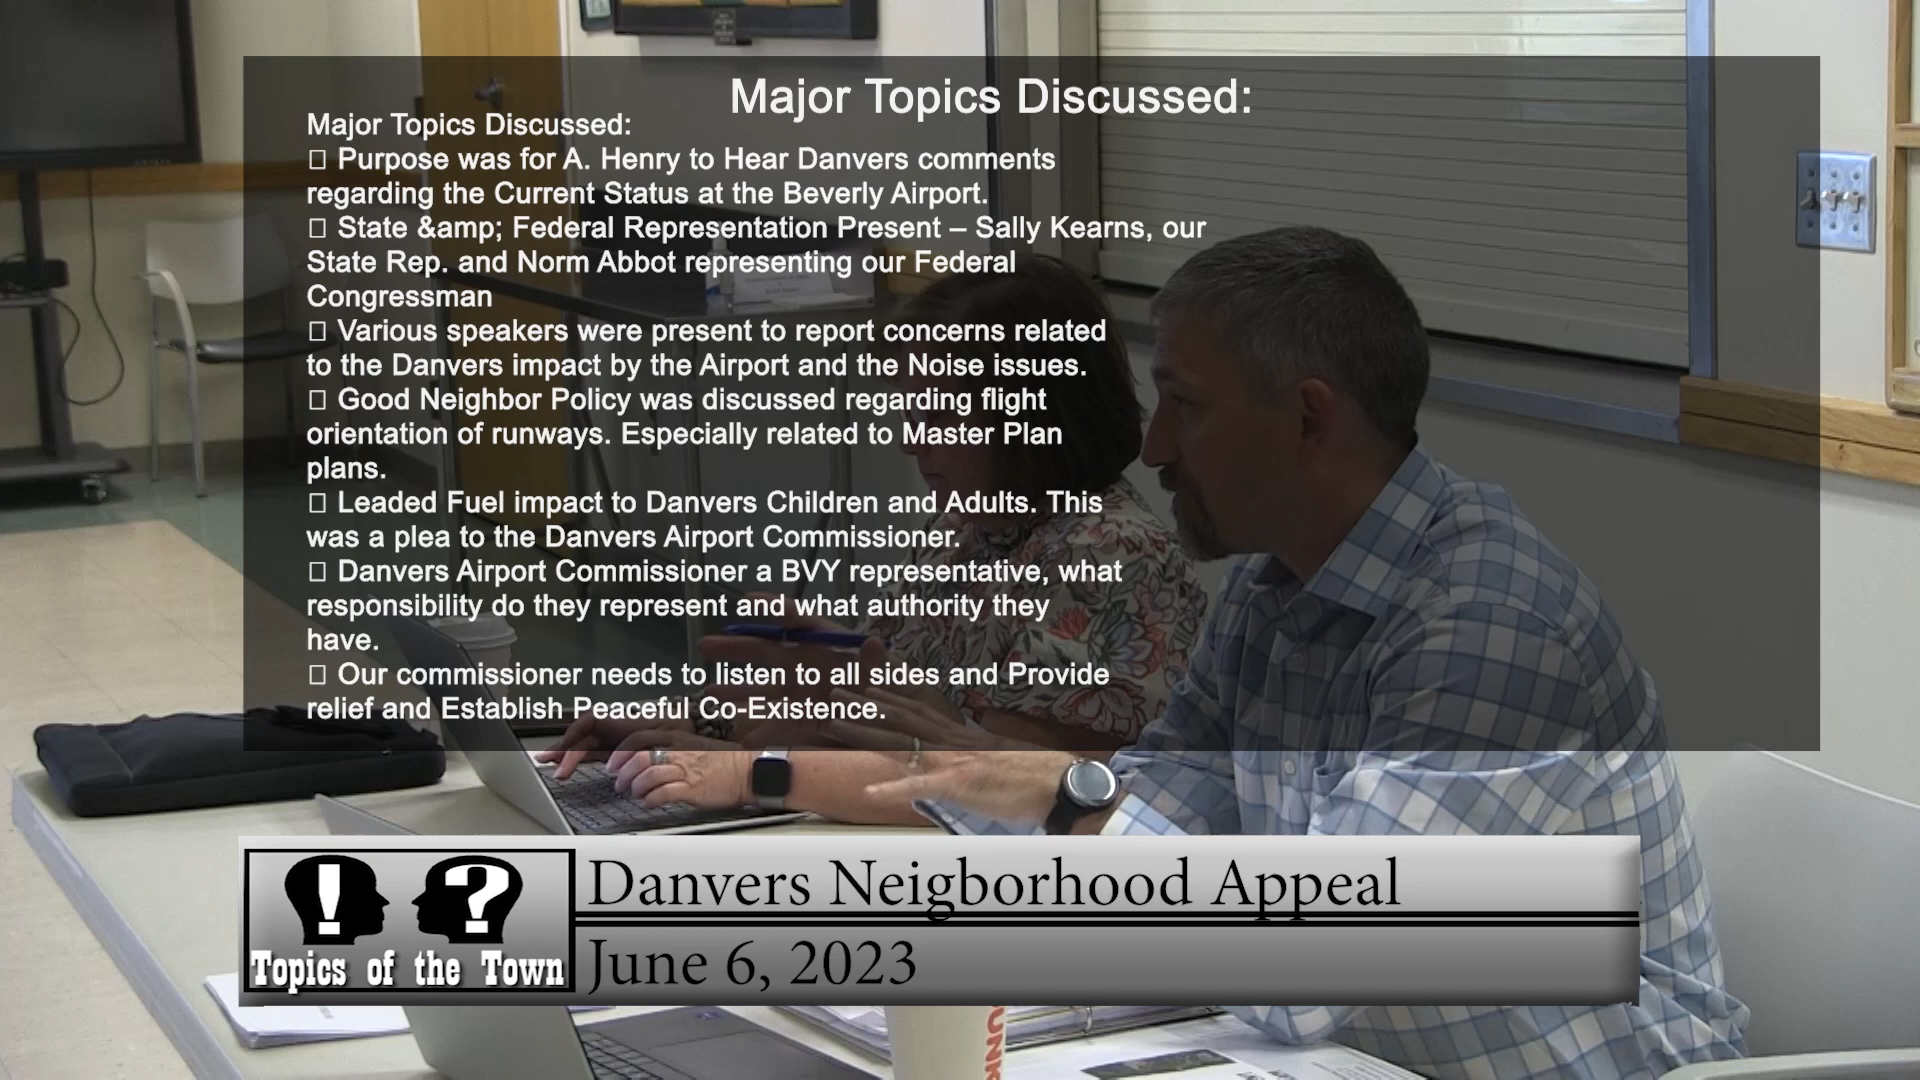 Major Topics Discussed:
Major Topics Discussed:
□ Purpose was for A. Henry to Hear Danvers comments
regarding the Current Status at the Beverly Airport.
□ State &amp; Federal Representation Present – Sally Kearns, our
State Rep. and Norm Abbot representing our Federal
Congressman
□ Various speakers were present to report concerns related
to the Danvers impact by the Airport and the Noise issues.
□ Good Neighbor Policy was discussed regarding flight
orientation of runways. Especially related to Master Plan
plans.
□ Leaded Fuel impact to Danvers Children and Adults. This
was a plea to the Danvers Airport Commissioner.
□ Danvers Airport Commissioner a BVY representative, what
responsibility do they represent and what authority they
have.
□ Our commissioner needs to listen to all sides and Provide
relief and Establish Peaceful Co-Existence.
! ?
Topics of the Town
Danvers Neigborhood Appeal
June 6, 2023